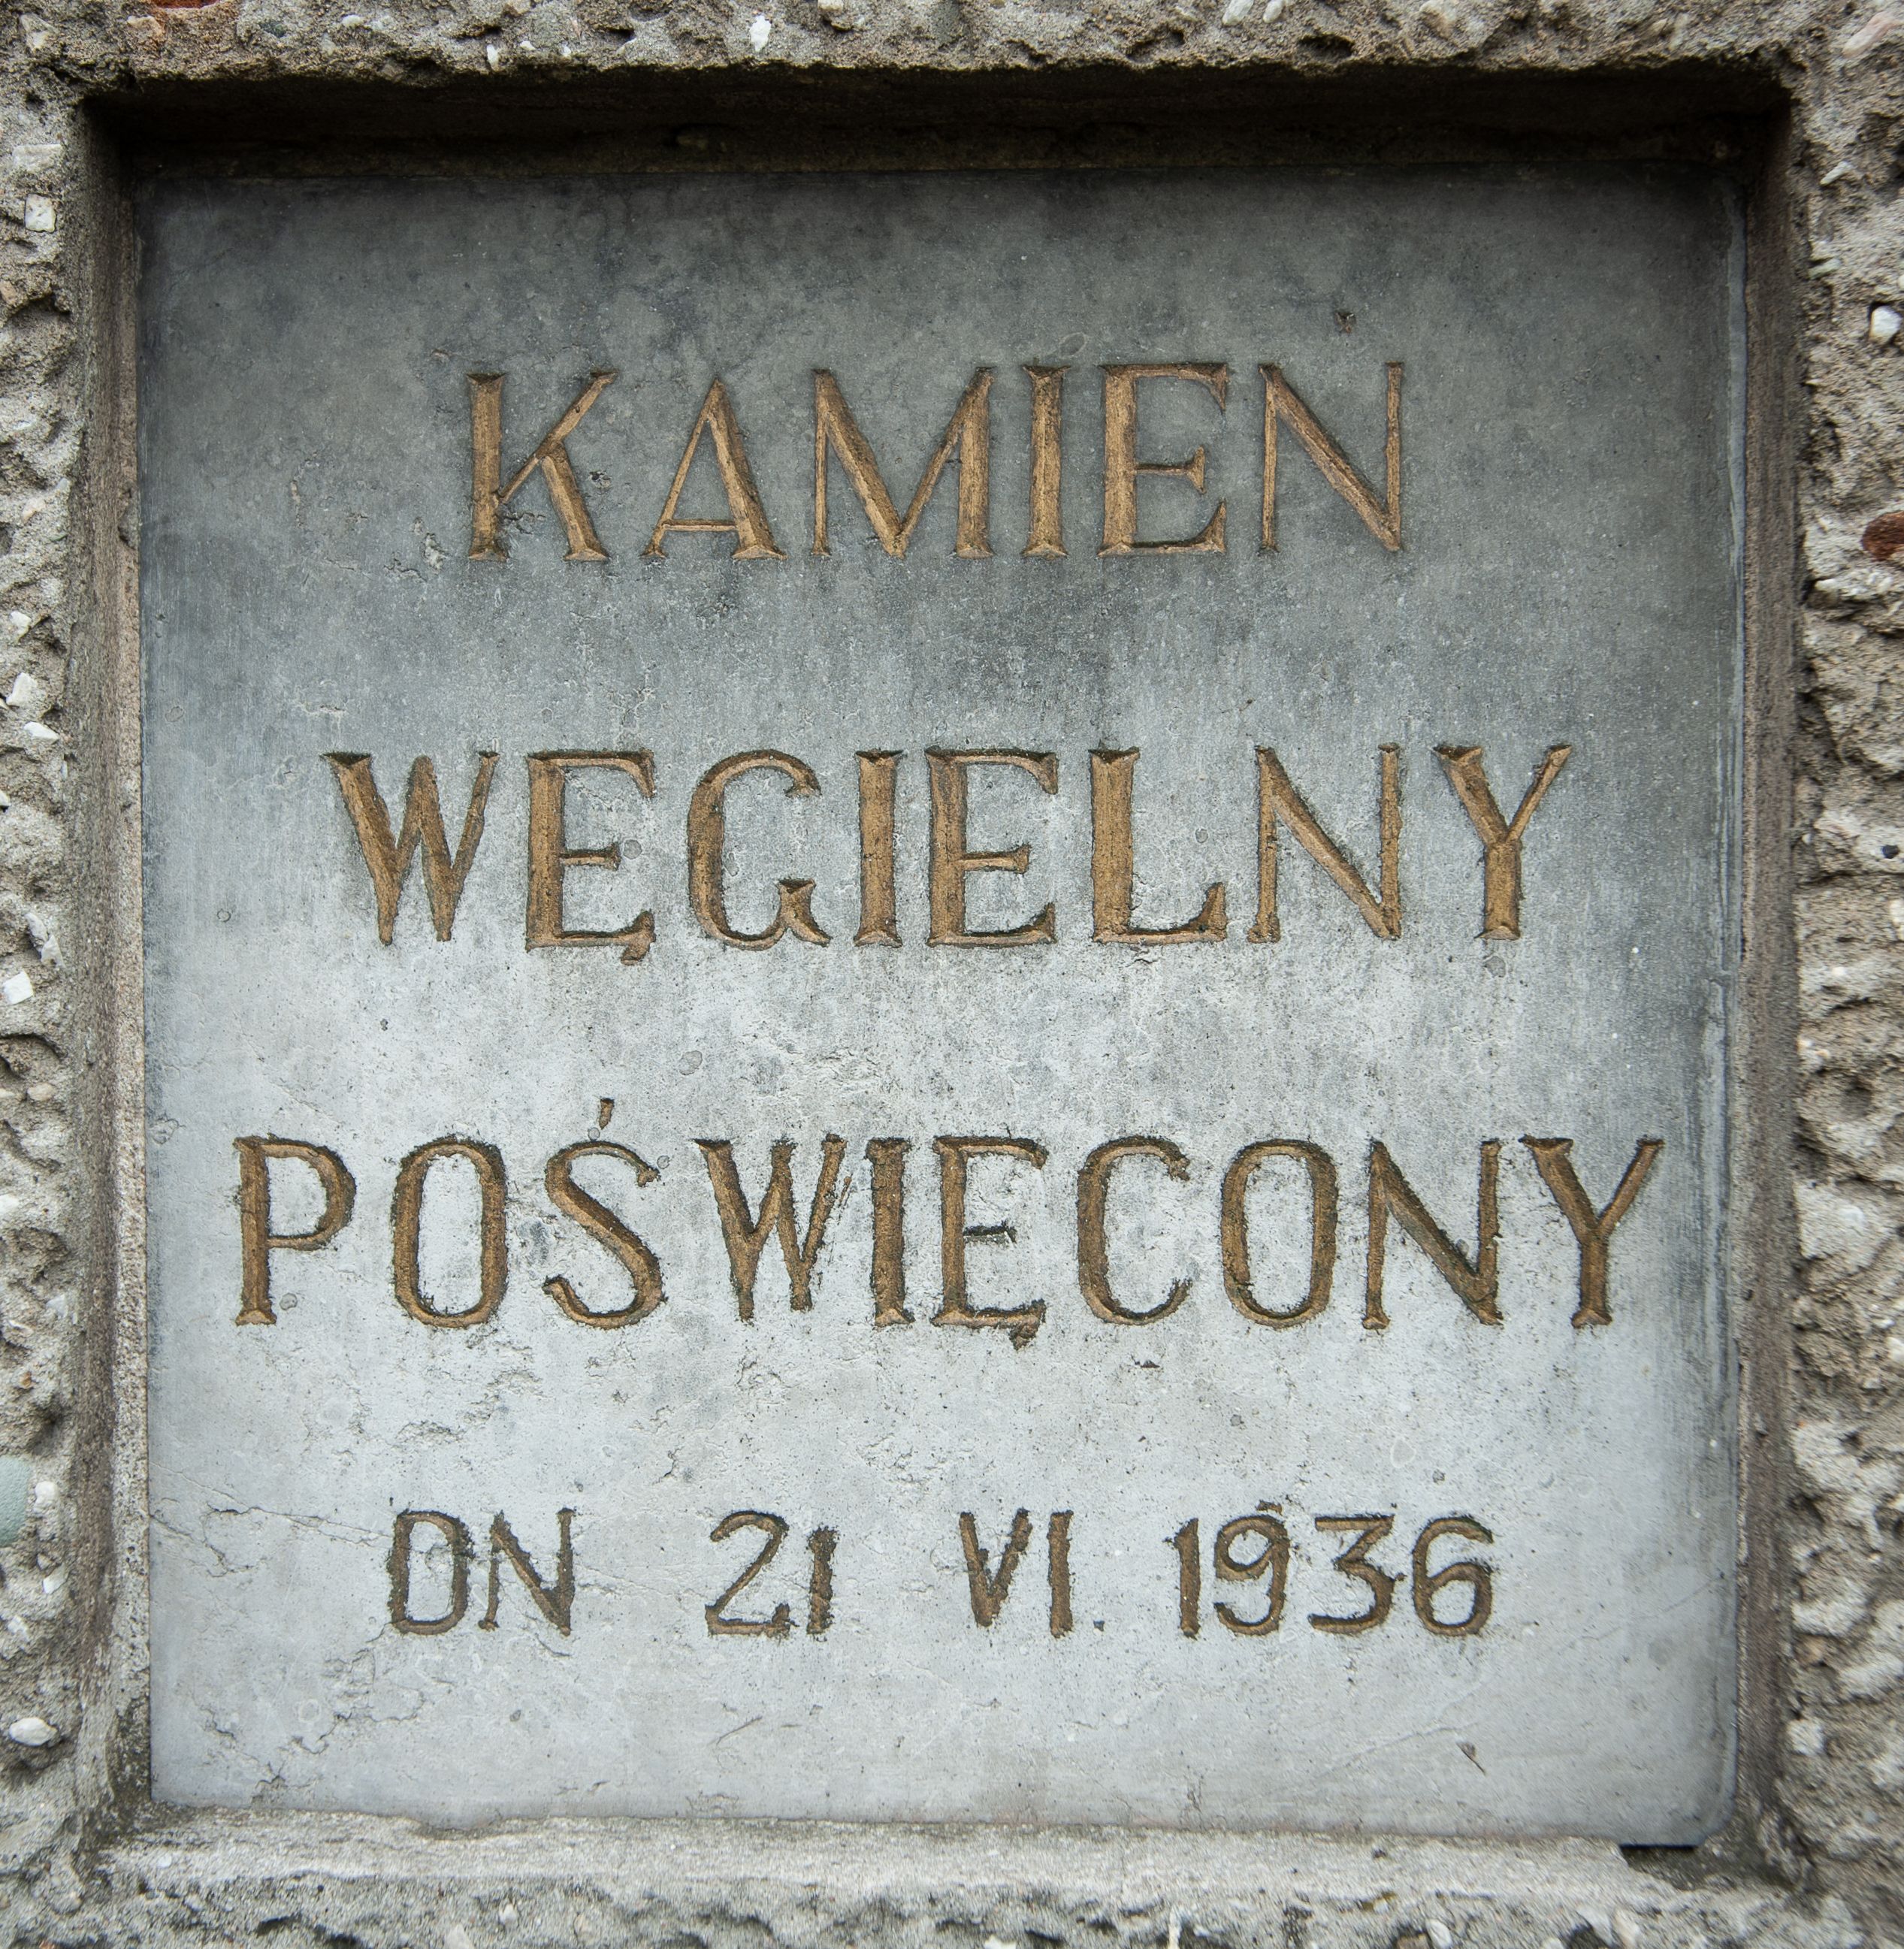 KAMIEN
WĘGIELNY
POŚWIĘCONY
DN 21 VI. 1936